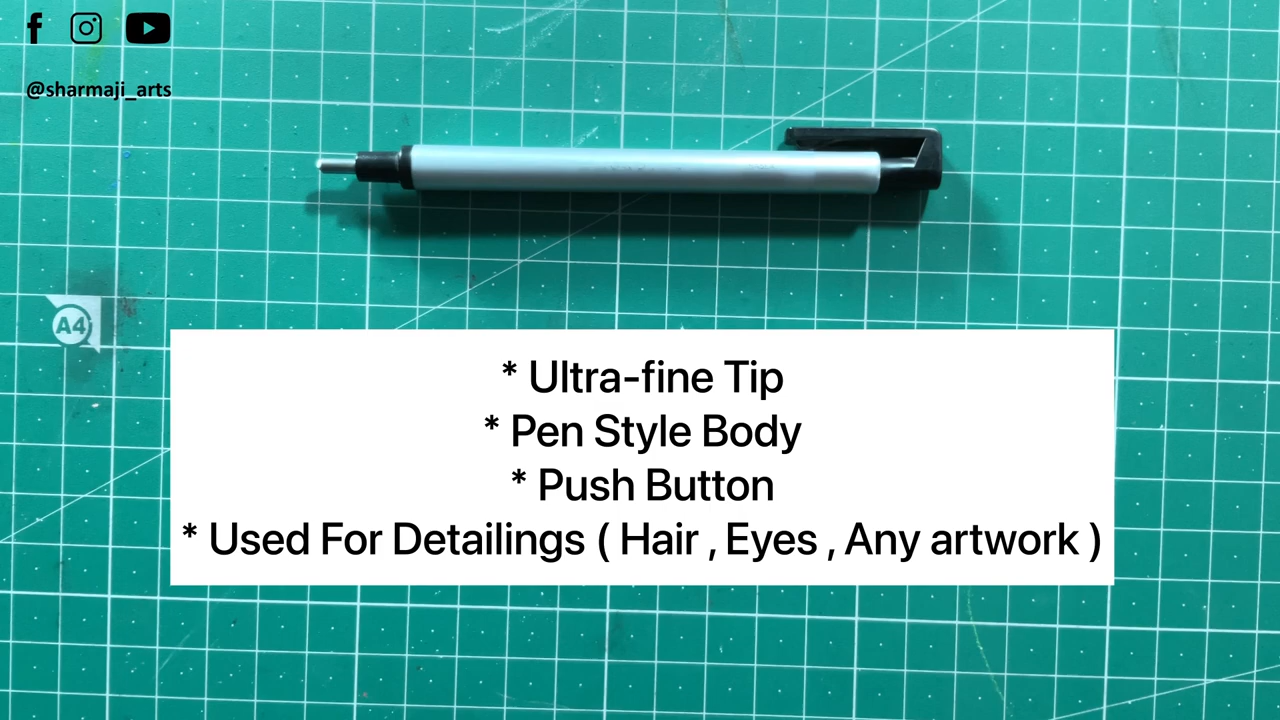 @sharmaji_arts
A4
* Ultra-fine Tip
* Pen Style Body
* Push Button
* Used For Detailings ( Hair , Eyes , Any artwork )